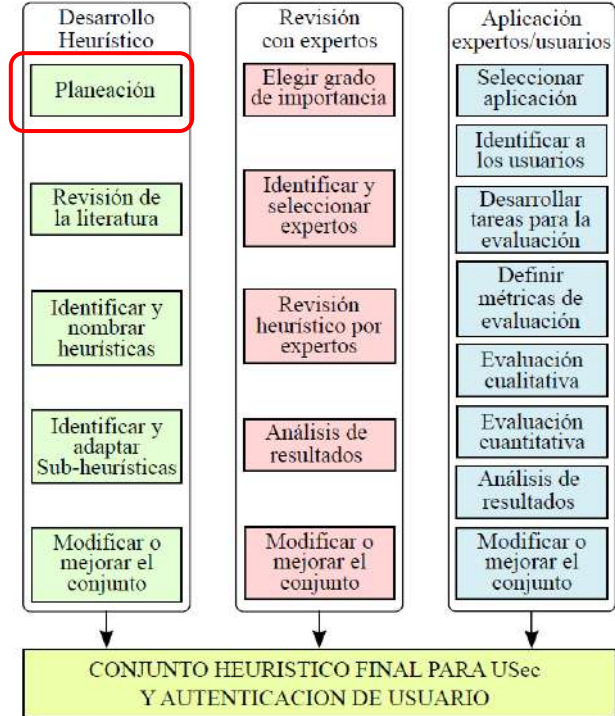 Desarrollo
Heurístico
Planeación
Revisión de
la literatura
Identificar y
nombrar
heurísticas
Identificar y
adaptar
Sub-heurísticas
Modificar o
mejorar el
conjunto
Revisión
con expertos
Elegir grado
de importancia
Identificar y
seleccionar
expertos
Revisión
heurístico por
expertos
Análisis de
resultados
Modificar o
mejorar el
conjunto
Aplicación
expertos/usuarios
Seleccionar
aplicación
Identificar a
los usuarios
Desarrollar
tareas para la
evaluación
Definir
métricas de
evaluación
Evaluación
cualitativa
Evaluación
cuantitativa
Análisis de
resultados
Modificar o
mejorar el
conjunto
CONJUNTO HEURISTICO FINAL PARA USec
Y AUTENTICACION DE USUARIO